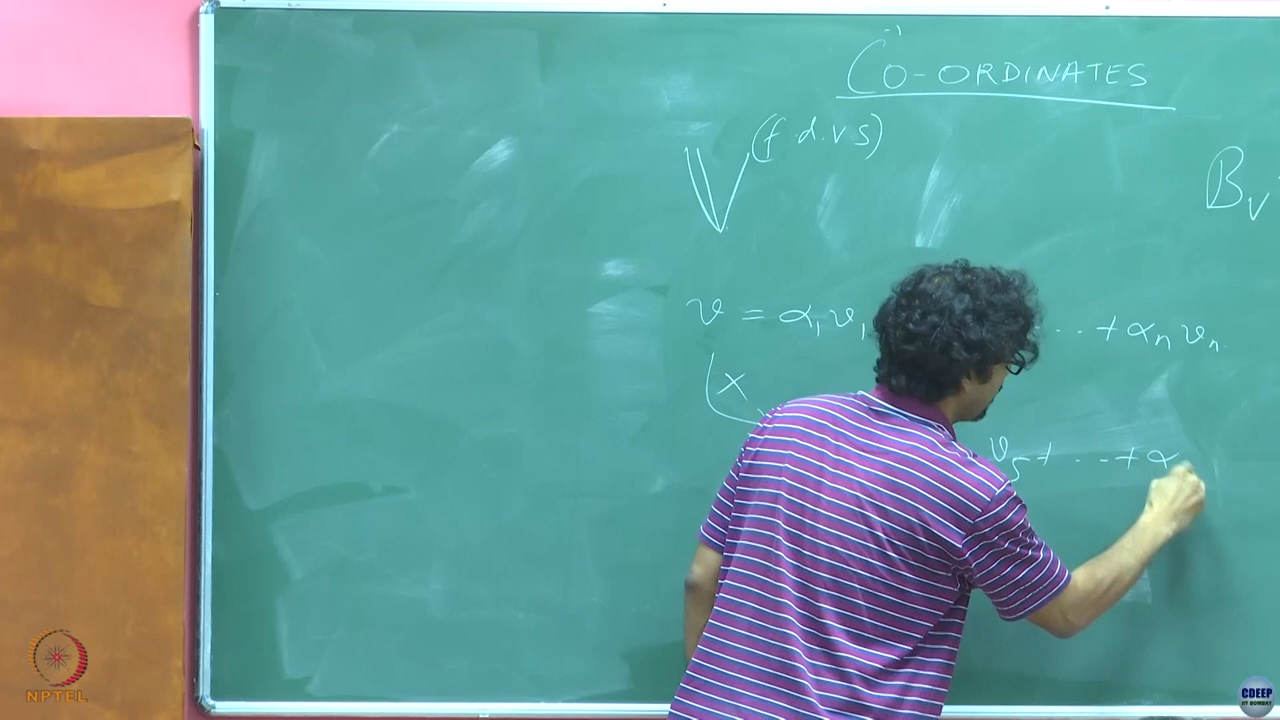 CO-ORDINATES
V (f.d.v.s)
B_V
v = α₁v₁ ... + αₙvₙ
X
v₅ + ... + α
NPTEL
CDEEP
IIT BOMBAY